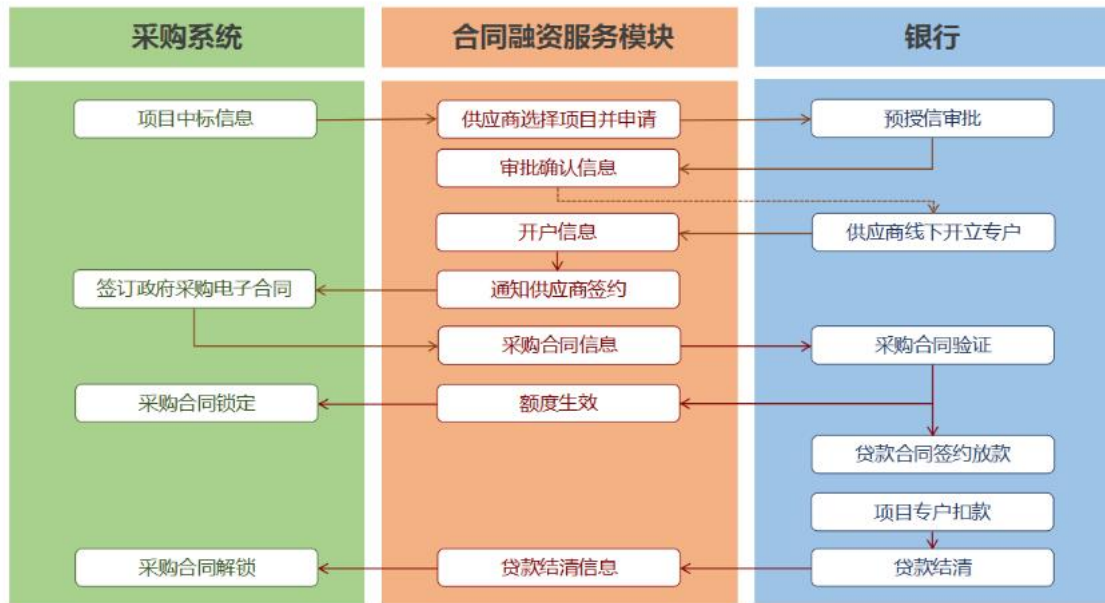 采购系统
合同融资服务模块
银行
项目中标信息
供应商选择项目并申请
预授信审批
审批确认信息
开户信息
供应商线下开立专户
签订政府采购电子合同
通知供应商签约
采购合同信息
采购合同验证
采购合同锁定
额度生效
贷款合同签约放款
项目专户扣款
采购合同解锁
贷款结清信息
贷款结清